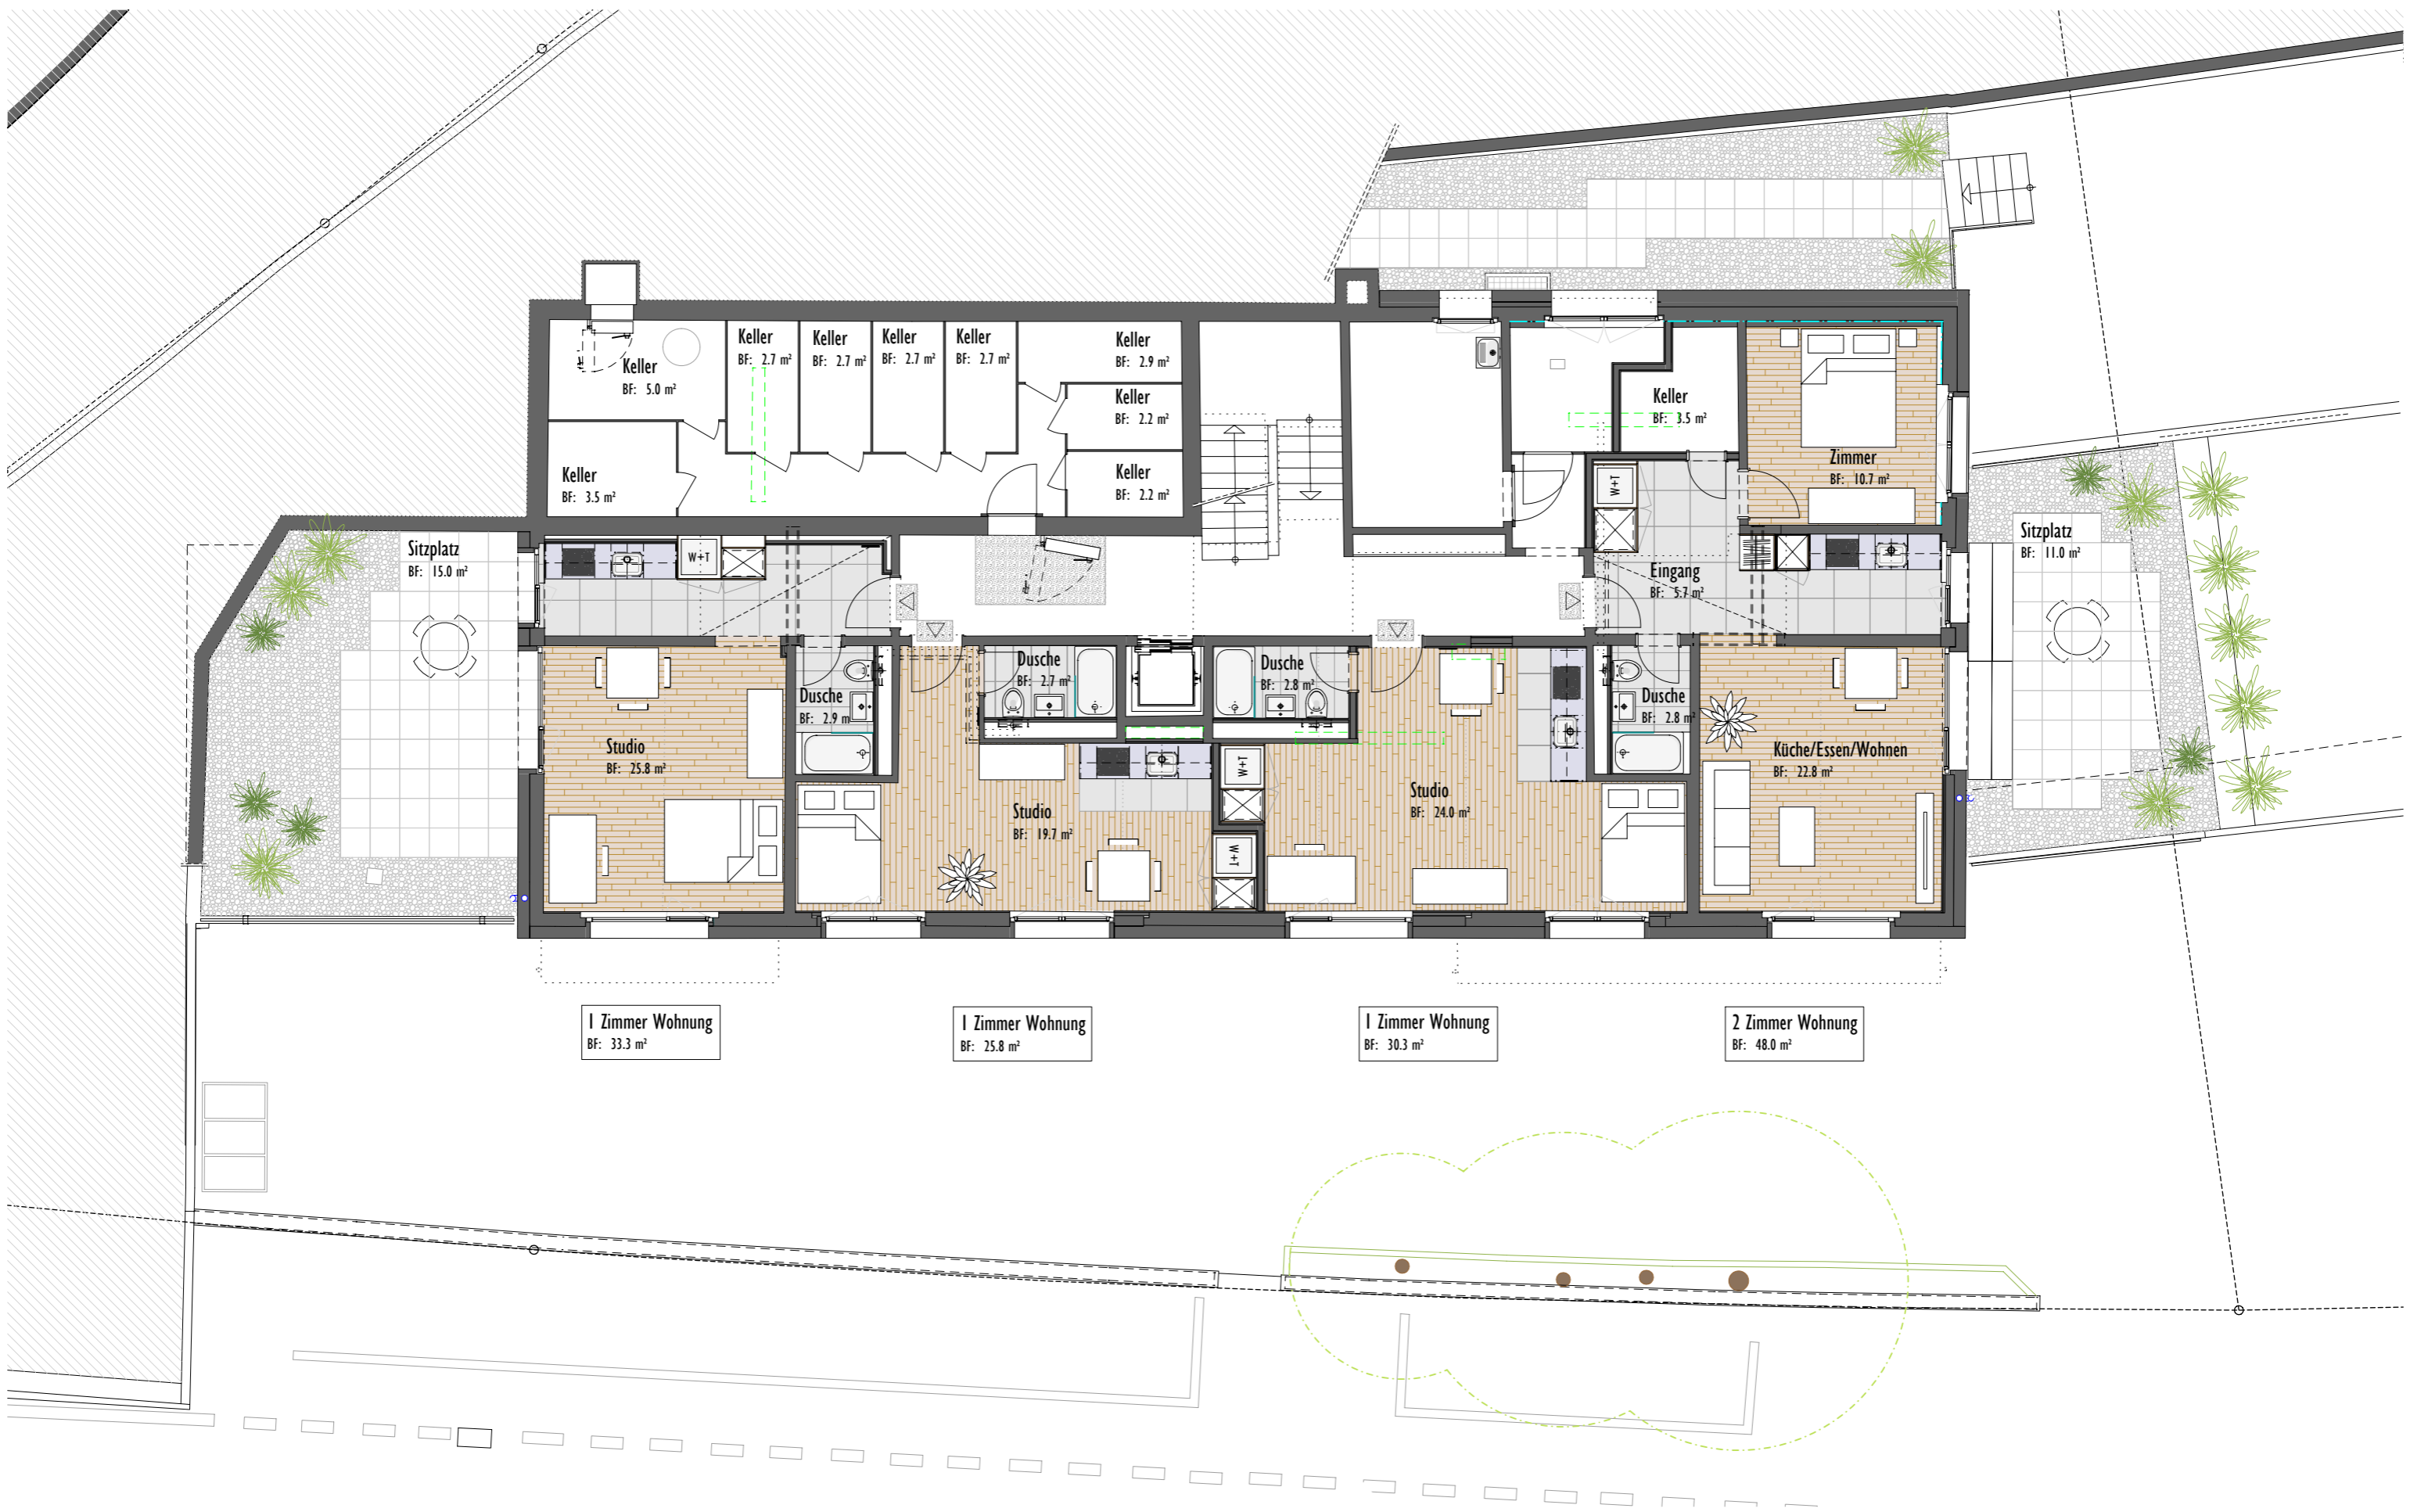 Keller
BF: 5.0 m²
Keller
BF: 2.7 m²
Keller
BF: 2.7 m²
Keller
BF: 2.7 m²
Keller
BF: 2.7 m²
Keller
BF: 2.9 m²
Keller
BF: 2.2 m²
Keller
BF: 2.2 m²
Keller
BF: 3.5 m²
Keller
BF: 3.5 m²
Zimmer
BF: 10.7 m²
W+T
Sitzplatz
BF: 15.0 m²
W+T
Eingang
BF: 5.7 m²
Sitzplatz
BF: 11.0 m²
Dusche
BF: 2.9 m
Dusche
BF: 2.7 m²
Dusche
BF: 2.8 m²
Dusche
BF: 2.8 m²
Studio
BF: 25.8 m²
Studio
BF: 19.7 m²
W+T
W+T
Studio
BF: 24.0 m²
Küche/Essen/Wohnen
BF: 22.8 m²
1 Zimmer Wohnung
BF: 33.3 m²
1 Zimmer Wohnung
BF: 25.8 m²
1 Zimmer Wohnung
BF: 30.3 m²
2 Zimmer Wohnung
BF: 48.0 m²